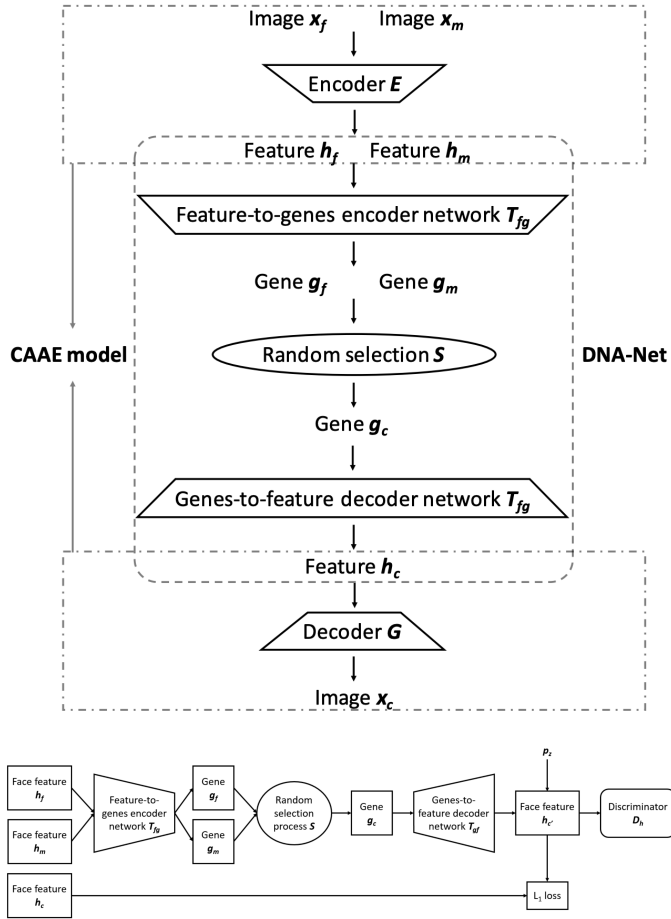 Image x_f Image x_m
Encoder E
Feature h_f Feature h_m
Feature-to-genes encoder network T_fg
Gene g_f Gene g_m
CAAE model
Random selection S
DNA-Net
Gene g_c
Genes-to-feature decoder network T_fg
Feature h_c
Decoder G
Image x_c
p_z
Face feature
h_f
Face feature
h_m
Feature-to-
genes encoder
network T_fg
Gene
g_f
Gene
g_m
Random
selection
process S
Gene
g_c
Genes-to-
feature decoder
network T_gf
Face feature
h_c'
Discriminator
D_h
Face feature
h_c
L_1 loss